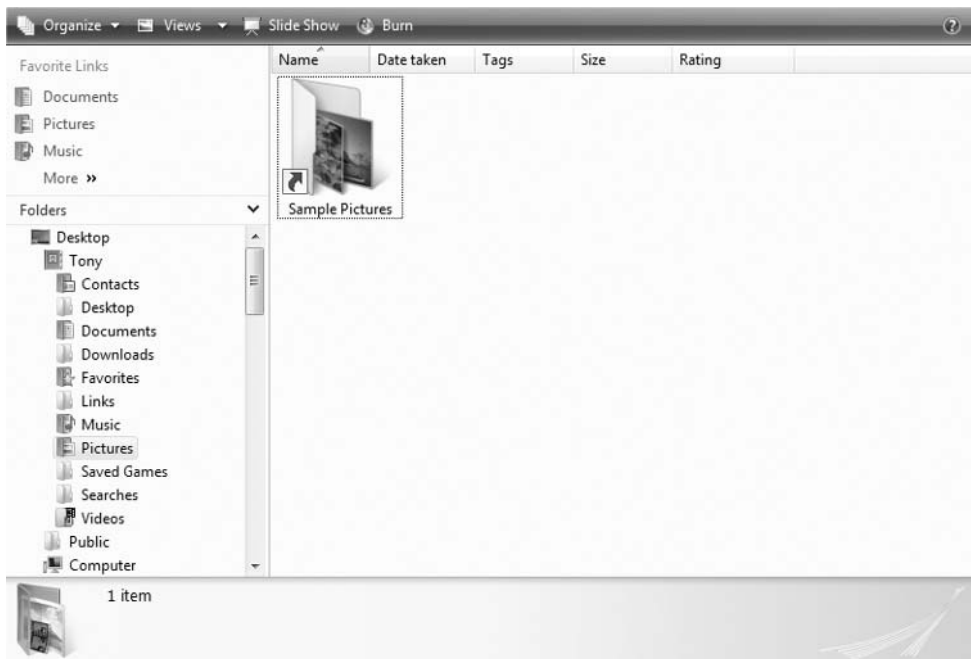 Organize Views Slide Show Burn
Favorite Links
Documents
Pictures
Music
More »
Folders
Desktop
Tony
Contacts
Desktop
Documents
Downloads
Favorites
Links
Music
Pictures
Saved Games
Searches
Videos
Public
Computer
Name Date taken Tags Size Rating
Sample Pictures
1 item